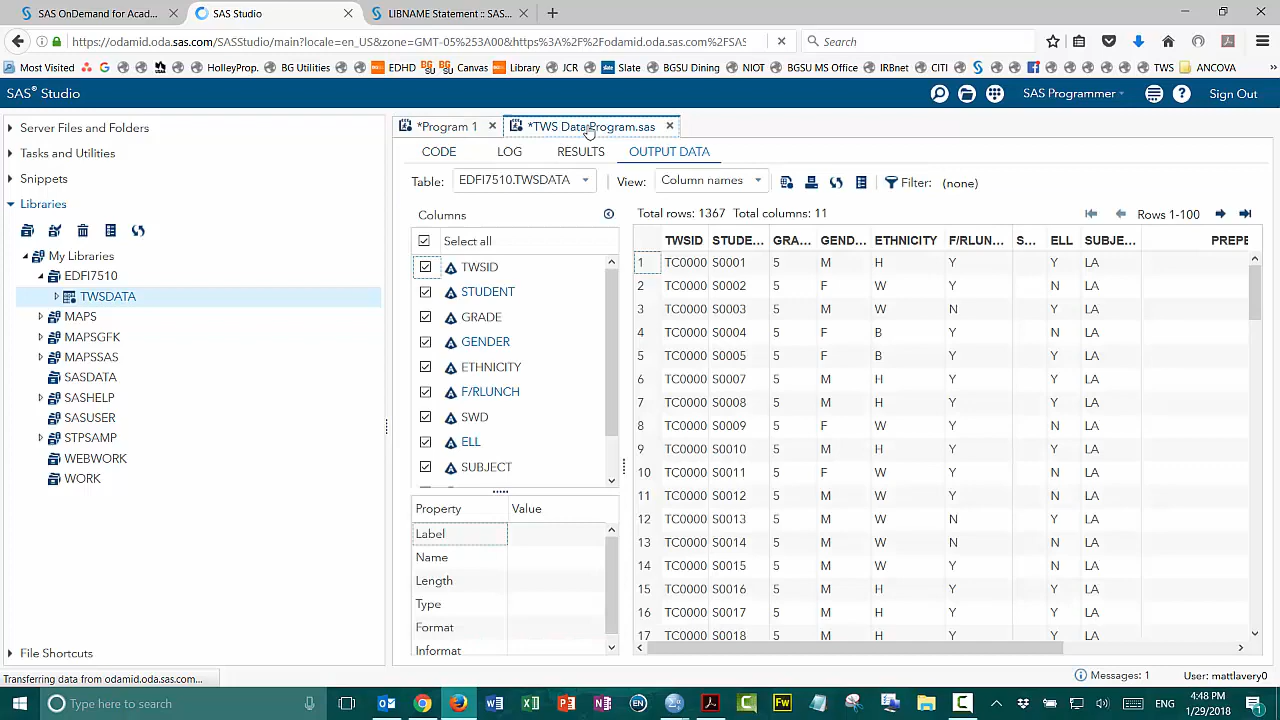 SAS OnDemand for Acad
SAS Studio
LIBNAME Statement :: SAS...
https://odamid.oda.sas.com/SASStudio/main?locale=en_US&zone=GMT-05%253A00&https%3A%2F%2Fodamid.oda.sas.com%2FSAS
Search
Most Visited
HolleyProp.
BG Utilities
EDHD
Canvas
Library
JCR
Slate
BGSU Dining
NIOT
BGSU MS Office
IRBnet
CITI
TWS
ANCOVA
SAS® Studio
SAS Programmer
Sign Out
Server Files and Folders
Tasks and Utilities
Snippets
Libraries
My Libraries
EDFI7510
TWSDATA
MAPS
MAPSGFK
MAPSSAS
SASDATA
SASHELP
SASUSER
STPSAMP
WEBWORK
WORK
File Shortcuts
Transferring data from odamid.oda.sas.com...
*Program 1
*TWS Data Program.sas
CODE LOG RESULTS OUTPUT DATA
Table: EDFI7510.TWSDATA View: Column names Filter: (none)
Columns
Select all
TWSID
STUDENT
GRADE
GENDER
ETHNICITY
F/RLUNCH
SWD
ELL
SUBJECT
Property Value
Label
Name
Length
Type
Format
Informat
Total rows: 1367 Total columns: 11 Rows 1-100
TWSID STUDE... GRA... GEND... ETHNICITY F/RLUN... S... ELL SUBJE... PREPE
1 TC0000 S0001 5 M H Y Y LA
2 TC0000 S0002 5 F W Y N LA
3 TC0000 S0003 5 M W N Y LA
4 TC0000 S0004 5 F B Y N LA
5 TC0000 S0005 5 F B Y Y LA
6 TC0000 S0007 5 M H Y Y LA
7 TC0000 S0008 5 M H Y Y LA
8 TC0000 S0009 5 F W Y N LA
9 TC0000 S0010 5 M H Y Y LA
10 TC0000 S0011 5 F W Y N LA
11 TC0000 S0012 5 M W Y N LA
12 TC0000 S0013 5 M W N Y LA
13 TC0000 S0014 5 M W N N LA
14 TC0000 S0015 5 M W Y N LA
15 TC0000 S0016 5 M H Y Y LA
16 TC0000 S0017 5 M H Y Y LA
17 TC0000 S0018 5 M H Y Y LA
Messages: 1 User: mattlavery0
Type here to search
ENG
4:48 PM
1/29/2018